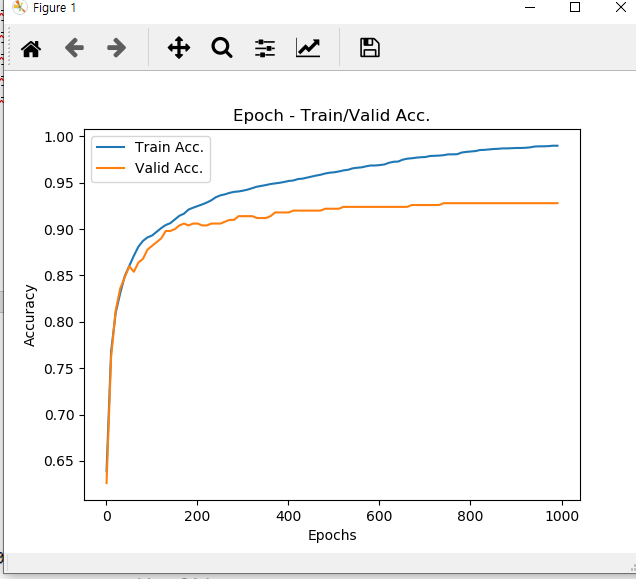 Figure 1
Epoch - Train/Valid Acc.
Train Acc.
Valid Acc.
Accuracy
1.00
0.95
0.90
0.85
0.80
0.75
0.70
0.65
0 200 400 600 800 1000
Epochs